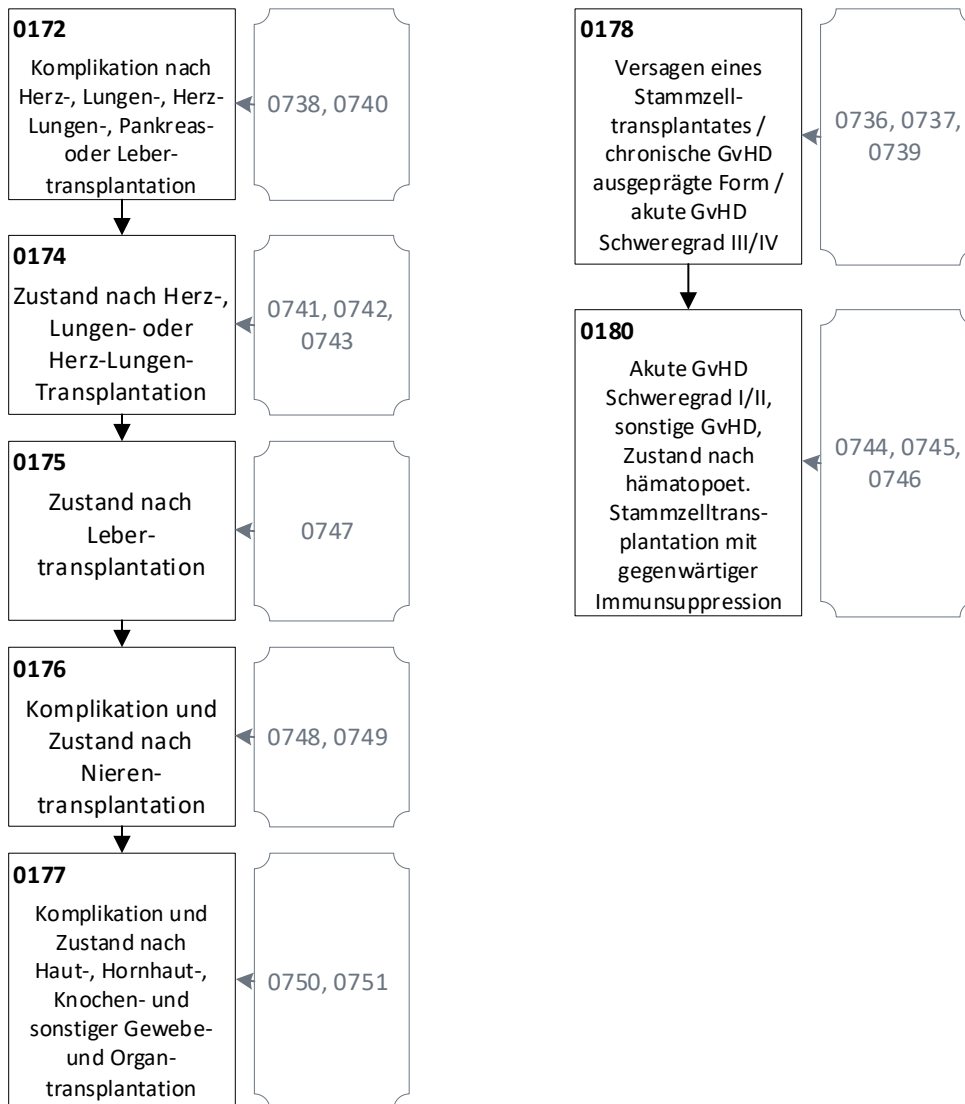 0172
Komplikation nach
Herz-, Lungen-, Herz-
Lungen-, Pankreas-
oder Leber-
transplantation
0738, 0740
0174
Zustand nach Herz-,
Lungen- oder
Herz-Lungen-
Transplantation
0741, 0742,
0743
0175
Zustand nach
Leber-
transplantation
0747
0176
Komplikation und
Zustand nach
Nieren-
transplantation
0748, 0749
0177
Komplikation und
Zustand nach
Haut-, Hornhaut-,
Knochen- und
sonstiger Gewebe-
und Organ-
transplantation
0750, 0751
0178
Versagen eines
Stammzell-
transplantates /
chronische GvHD
ausgeprägte Form /
akute GvHD
Schweregrad III/IV
0736, 0737,
0739
0180
Akute GvHD
Schweregrad I/II,
sonstige GvHD,
Zustand nach
hämatopoet.
Stammzelltrans-
plantation mit
gegenwärtiger
Immunsuppression
0744, 0745,
0746